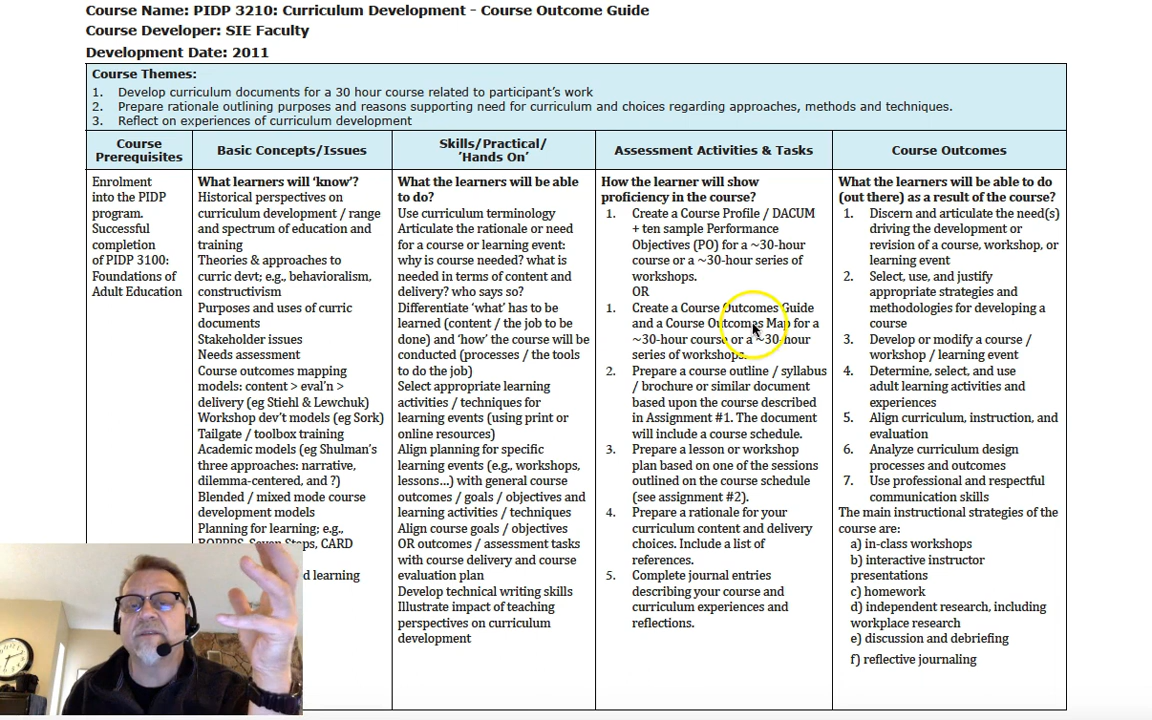 Course Name: PIDP 3210: Curriculum Development - Course Outcome Guide
Course Developer: SIE Faculty
Development Date: 2011
Course Themes:
1. Develop curriculum documents for a 30 hour course related to participant's work
2. Prepare rationale outlining purposes and reasons supporting need for curriculum and choices regarding approaches, methods and techniques.
3. Reflect on experiences of curriculum development
Course
Prerequisites
Enrolment
into the PIDP
program.
Successful
completion
of PIDP 3100:
Foundations of
Adult Education
Basic Concepts/Issues
What learners will 'know'?
Historical perspectives on
curriculum development / range
and spectrum of education and
training
Theories & approaches to
curric devt; e.g., behavioralism,
constructivism
Purposes and uses of curric
documents
Stakeholder issues
Needs assessment
Course outcomes mapping
models: content > eval'n >
delivery (eg Stiehl & Lewchuk)
Workshop dev't models (eg Sork)
Tailgate / toolbox training
Academic models (eg Shulman's
three approaches: narrative,
dilemma-centered, and ?)
Blended / mixed mode course
development models
Planning for learning; e.g.,
BOPPPS, Seven Steps, CARD
d learning
Skills/Practical/
'Hands On'
What the learners will be able
to do?
Use curriculum terminology
Articulate the rationale or need
for a course or learning event:
why is course needed? what is
needed in terms of content and
delivery? who says so?
Differentiate 'what' has to be
learned (content / the job to be
done) and 'how' the course will be
conducted (processes / the tools
to do the job)
Select appropriate learning
activities / techniques for
learning events (using print or
online resources)
Align planning for specific
learning events (e.g., workshops,
lessons...) with general course
outcomes / goals / objectives and
learning activities / techniques
Align course goals / objectives
OR outcomes / assessment tasks
with course delivery and course
evaluation plan
Develop technical writing skills
Illustrate impact of teaching
perspectives on curriculum
development
Assessment Activities & Tasks
How the learner will show
proficiency in the course?
1. Create a Course Profile / DACUM
+ ten sample Performance
Objectives (PO) for a ~30-hour
course or a ~30-hour series of
workshops.
OR
1. Create a Course Outcomes Guide
and a Course Outcomes Map for a
~30-hour course or a ~30-hour
series of workshops.
2. Prepare a course outline / syllabus
/ brochure or similar document
based upon the course described
in Assignment #1. The document
will include a course schedule.
3. Prepare a lesson or workshop
plan based on one of the sessions
outlined on the course schedule
(see assignment #2).
4. Prepare a rationale for your
curriculum content and delivery
choices. Include a list of
references.
5. Complete journal entries
describing your course and
curriculum experiences and
reflections.
Course Outcomes
What the learners will be able to do
(out there) as a result of the course?
1. Discern and articulate the need(s)
driving the development or
revision of a course, workshop, or
learning event
2. Select, use, and justify
appropriate strategies and
methodologies for developing a
course
3. Develop or modify a course /
workshop / learning event
4. Determine, select, and use
adult learning activities and
experiences
5. Align curriculum, instruction, and
evaluation
6. Analyze curriculum design
processes and outcomes
7. Use professional and respectful
communication skills
The main instructional strategies of the
course are:
a) in-class workshops
b) interactive instructor
presentations
c) homework
d) independent research, including
workplace research
e) discussion and debriefing
f) reflective journaling